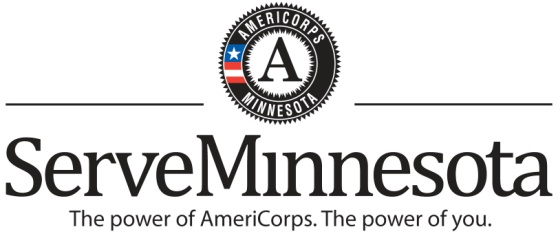 AMERICORPS
A
MINNESOTA
ServeMinnesota
The power of AmeriCorps. The power of you.